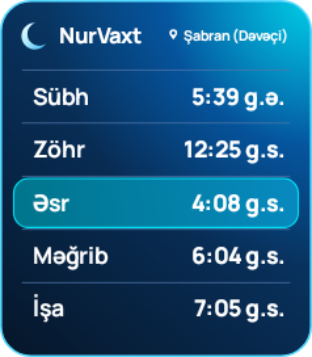 NurVaxt Şabran (Dəvəçi)
Sübh 5:39 g.ə.
Zöhr 12:25 g.s.
Əsr 4:08 g.s.
Məğrib 6:04 g.s.
İşa 7:05 g.s.